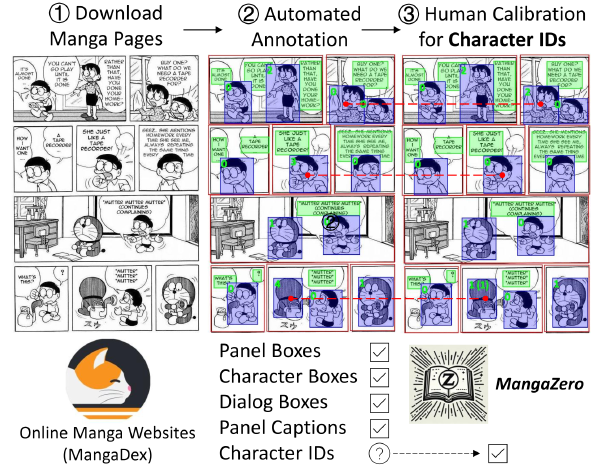 ① Download
Manga Pages
② Automated
Annotation
③ Human Calibration
for Character IDs
IT'S
ALMOST
DONE
YOU CAN'T
GO PLAY
UNTIL
IT IS
DONE
RATHER
THAN
THAT,
HAVE
YOU DONE
YOUR
HOME-
WORK?
BUY ONE?
WHAT DO WE
NEED A TAPE
RECORDER
FOR?
HOW
I WANT
ONE
A
TAPE
RECORDER
SHE JUST
LIKE A
TAPE
RECORDER!
GEEZ, SHE MENTIONS
HOMEWORK EVERY
TIME SHE SEE ME,
ALWAYS REPEATING
THE SAME THING
EVERY TIME
"MUTTER MUTTER MUTTER"
(CONTINUES
COMPLAINING)
WHAT'S
THIS?
?
"MUTTER"
"MUTTER"
"MUTTER"
Panel Boxes
Character Boxes
Dialog Boxes
Panel Captions
Character IDs
?
Z
MangaZero
Online Manga Websites
(MangaDex)